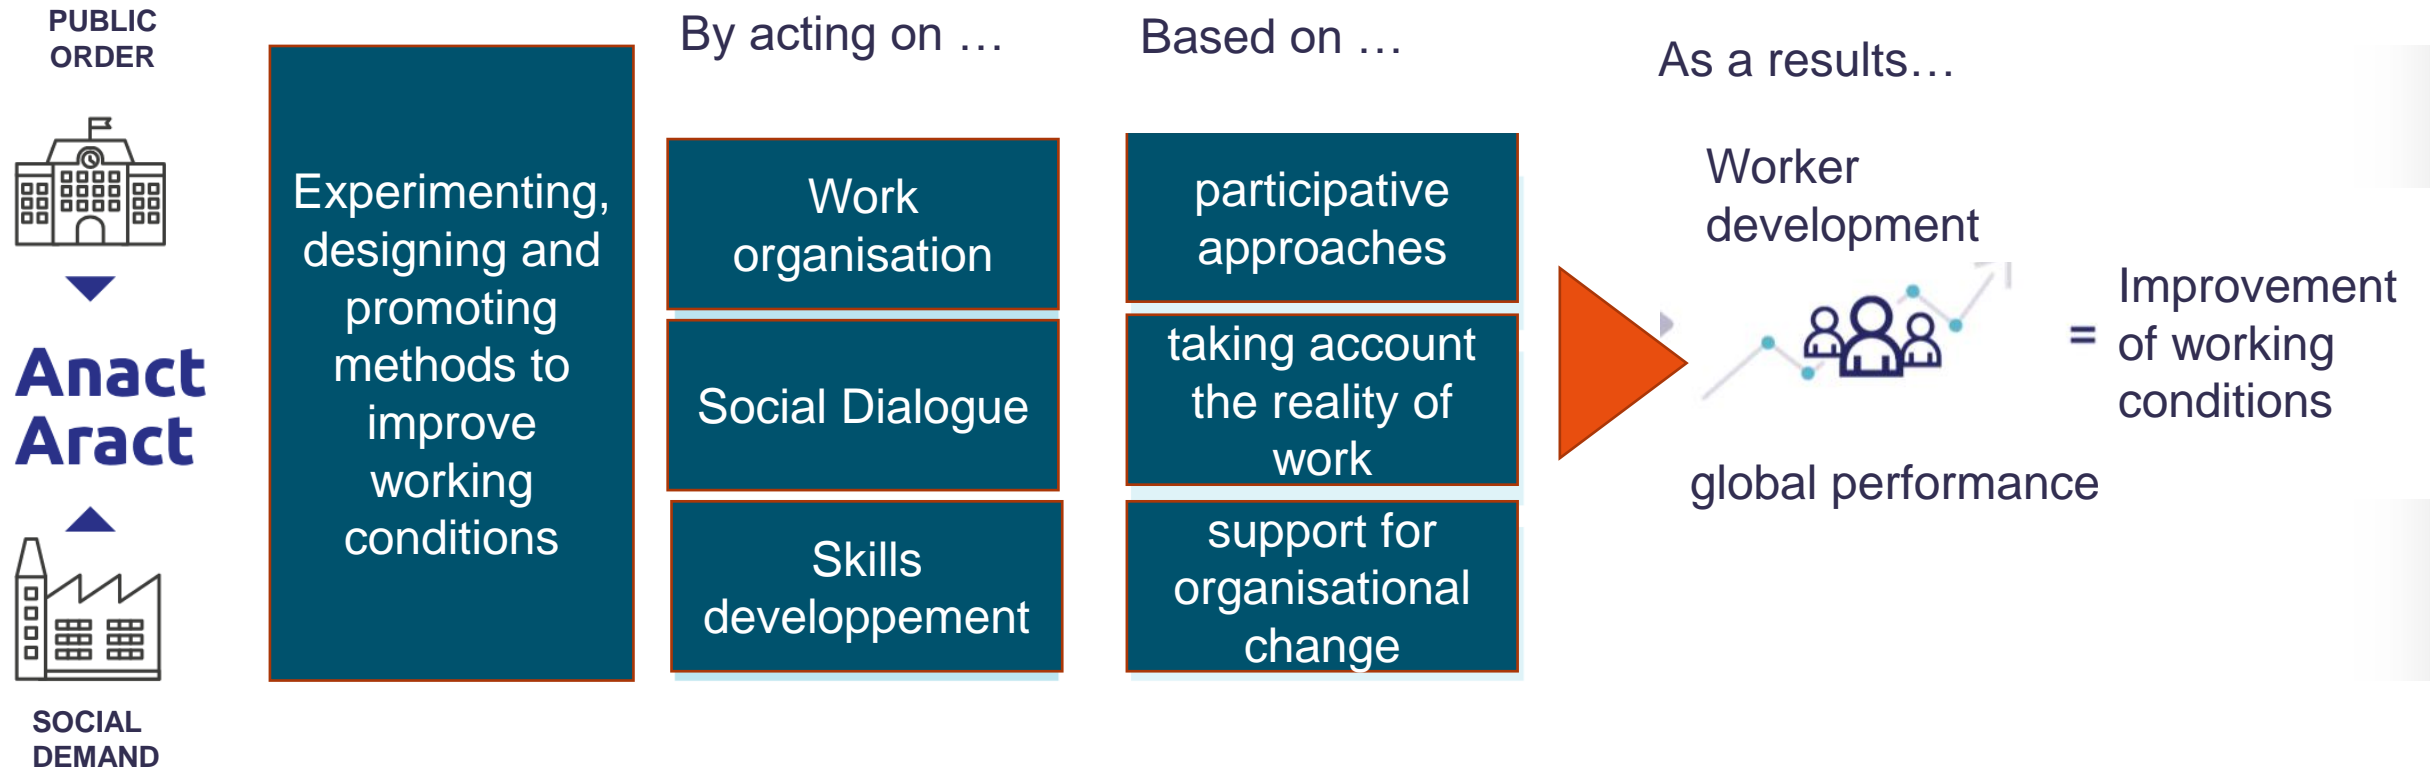 PUBLIC
ORDER
Anact
Aract
SOCIAL
DEMAND
Experimenting,
designing and
promoting
methods to
improve
working
conditions
By acting on …
Work
organisation
Social Dialogue
Skills
developpement
Based on …
participative
approaches
taking account
the reality of
work
support for
organisational
change
As a results…
Worker
development
global performance
=
Improvement
of working
conditions